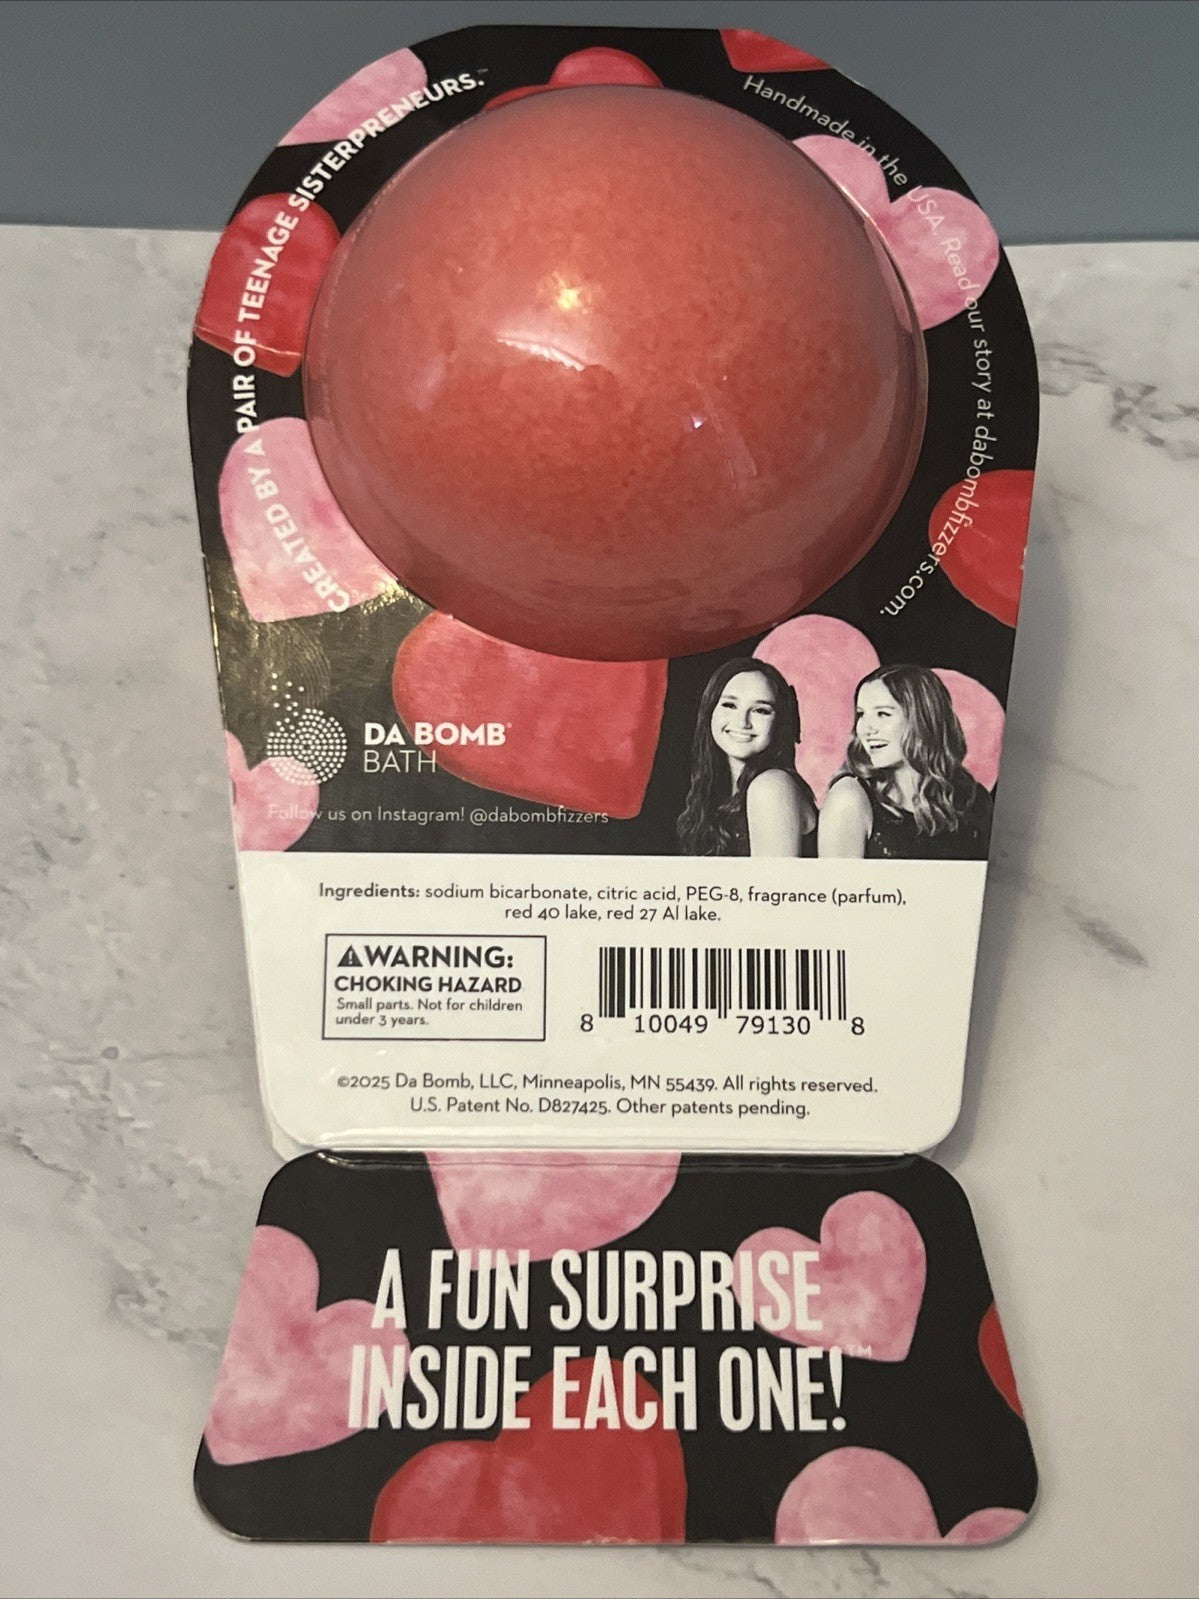 CREATED BY A PAIR OF TEENAGE SISTERPRENEURS.™
Handmade in the USA. Read our story at dabombfizzers.com.
DA BOMB®
BATH
Follow us on Instagram! @dabombfizzers
Ingredients: sodium bicarbonate, citric acid, PEG-8, fragrance (parfum),
red 40 lake, red 27 Al lake.
WARNING:
CHOKING HAZARD
Small parts. Not for children
under 3 years.
8 10049 79130 8
©2025 Da Bomb, LLC, Minneapolis, MN 55439. All rights reserved.
U.S. Patent No. D827425. Other patents pending.
A FUN SURPRISE
INSIDE EACH ONE!™